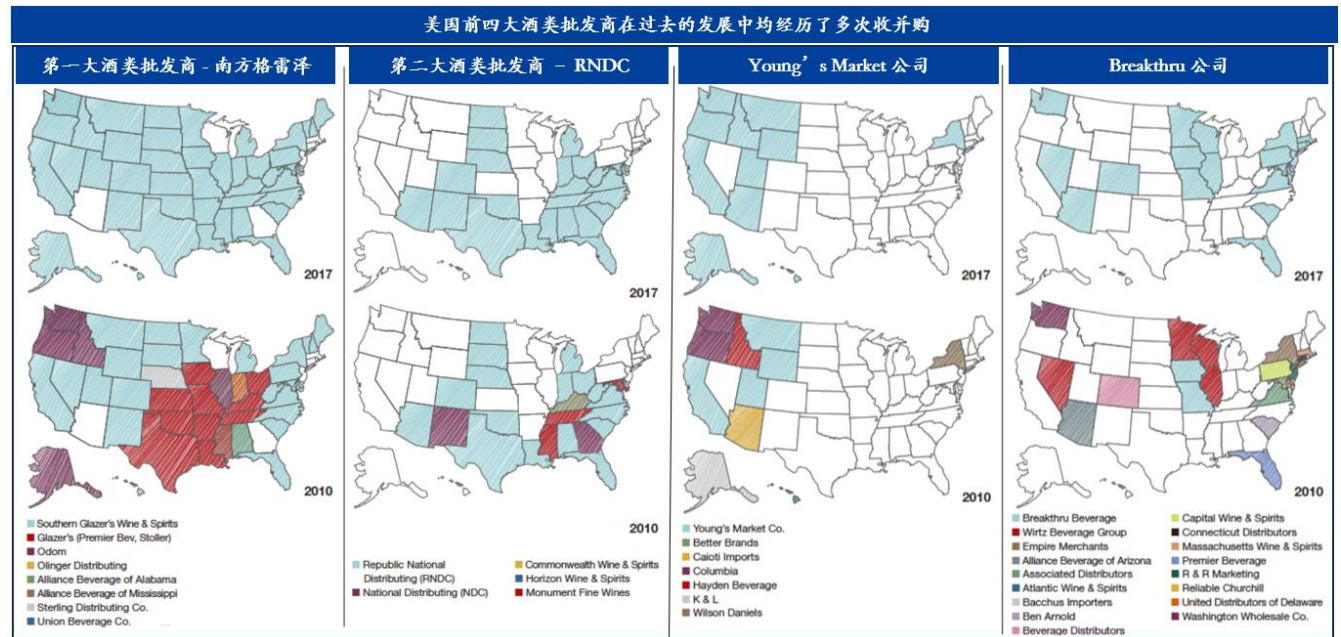 美国前四大酒类批发商在过去的发展中均经历了多次收并购
第一大酒类批发商 - 南方格雷泽
第二大酒类批发商 – RNDC
Young's Market 公司
Breakthru 公司
2017
2017
2017
2017
2010
2010
2010
2010
Southern Glazer's Wine & Spirits
Glazer's (Premier Bev, Stoller)
Odom
Olinger Distributing
Alliance Beverage of Alabama
Alliance Beverage of Mississippi
Sterling Distributing Co.
Union Beverage Co.
Republic National
Distributing (RNDC)
National Distributing (NDC)
Commonwealth Wine & Spirits
Horizon Wine & Spirits
Monument Fine Wines
Young's Market Co.
Better Brands
Caioti Imports
Columbia
Hayden Beverage
K & L
Wilson Daniels
Breakthru Beverage
Wirtz Beverage Group
Empire Merchants
Alliance Beverage of Arizona
Associated Distributors
Atlantic Wine & Spirits
Bacchus Importers
Ben Arnold
Beverage Distributors
Capital Wine & Spirits
Connecticut Distributors
Massachusetts Wine & Spirits
Premier Beverage
R & R Marketing
Reliable Churchill
United Distributors of Delaware
Washington Wholesale Co.